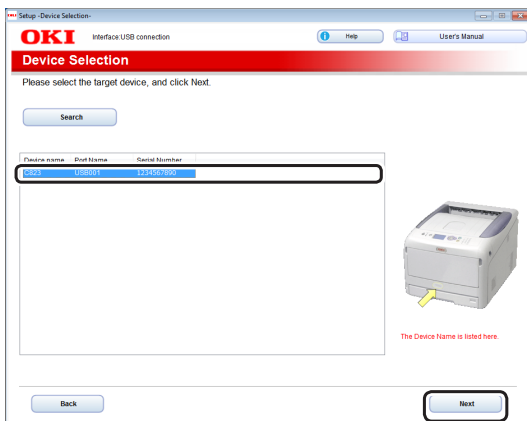 OKI Setup -Device Selection-
OKI Interface:USB connection Help User's Manual
Device Selection
Please select the target device, and click Next.
Search
Device name Port Name Serial Number
C823 USB001 1234567890
The Device Name is listed here.
Back Next